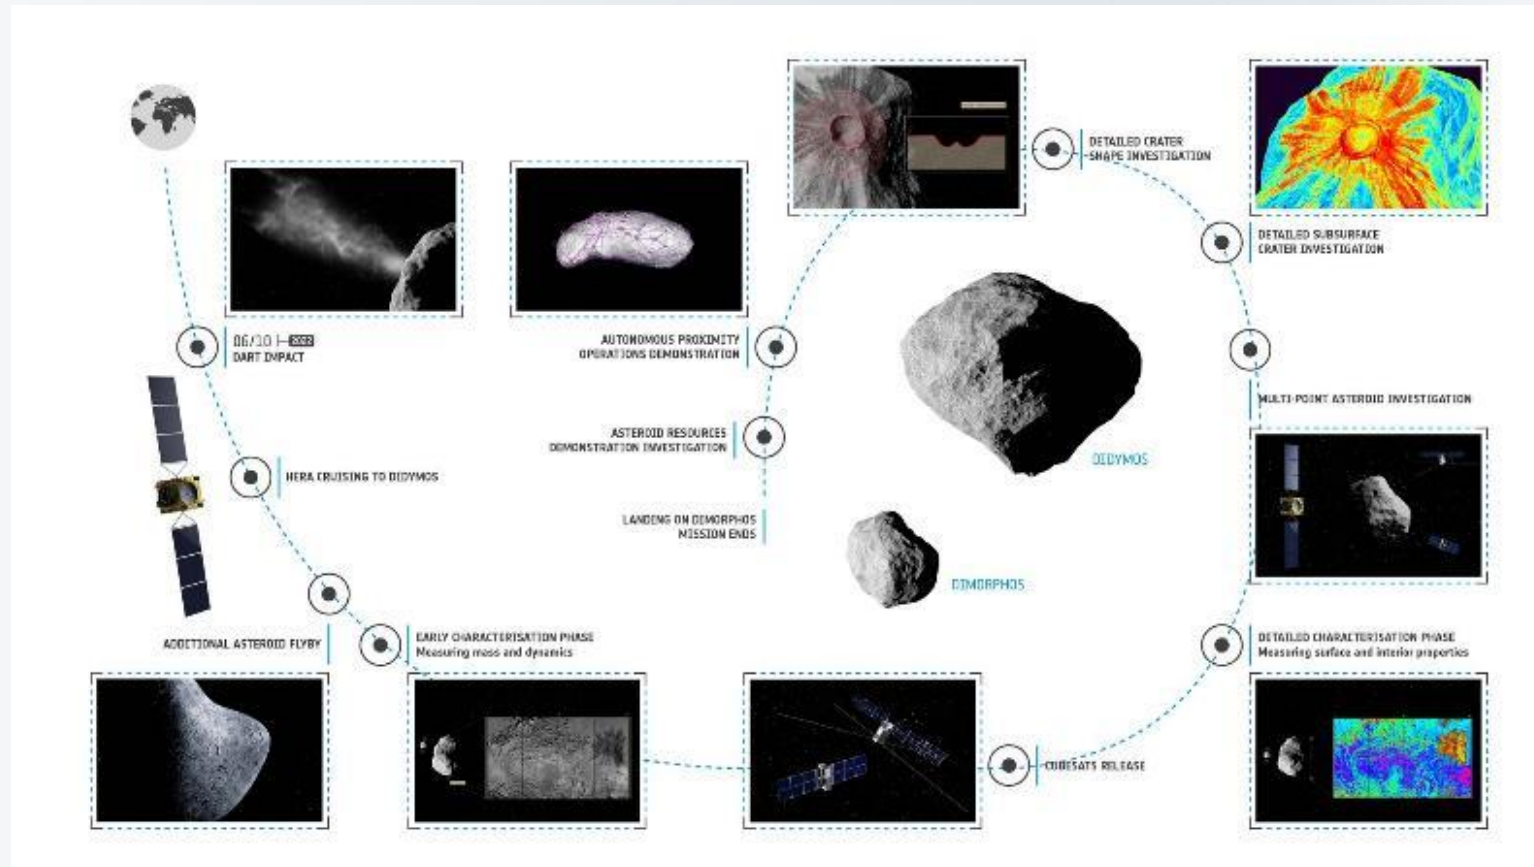 06/10 2022
DART IMPACT
HERA CRUISING TO DIDYMOS
ADDITIONAL ASTEROID FLYBY
EARLY CHARACTERISATION PHASE
Measuring mass and dynamics
CUBESATS RELEASE
DETAILED CHARACTERISATION PHASE
Measuring surface and interior properties
MULTI-POINT ASTEROID INVESTIGATION
DETAILED SUBSURFACE
CRATER INVESTIGATION
DETAILED CRATER
SHAPE INVESTIGATION
AUTONOMOUS PROXIMITY
OPERATIONS DEMONSTRATION
ASTEROID RESOURCES
DEMONSTRATION INVESTIGATION
LANDING ON DIMORPHOS
MISSION ENDS
DIDYMOS
DIMORPHOS